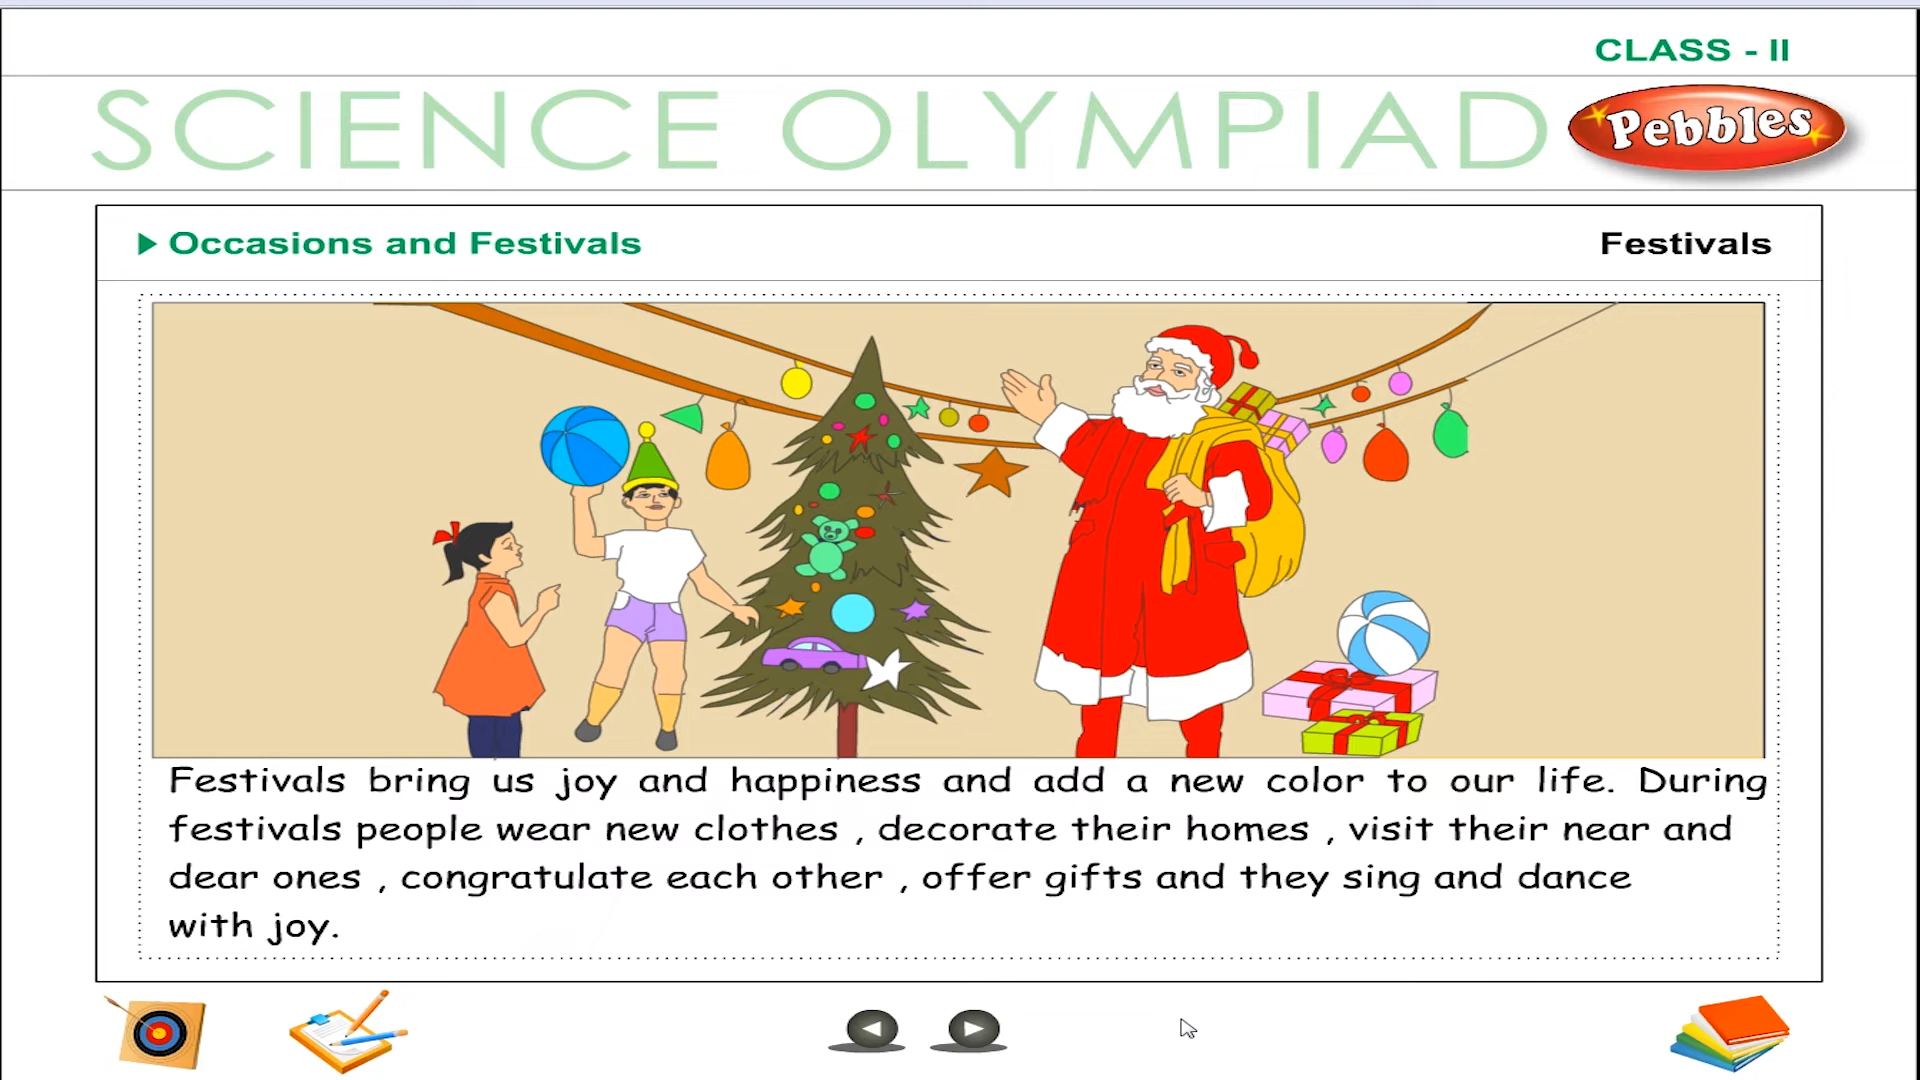 CLASS - II
SCIENCE OLYMPIAD
Pebbles
Occasions and Festivals
Festivals
Festivals bring us joy and happiness and add a new color to our life. During
festivals people wear new clothes , decorate their homes , visit their near and
dear ones , congratulate each other , offer gifts and they sing and dance
with joy.